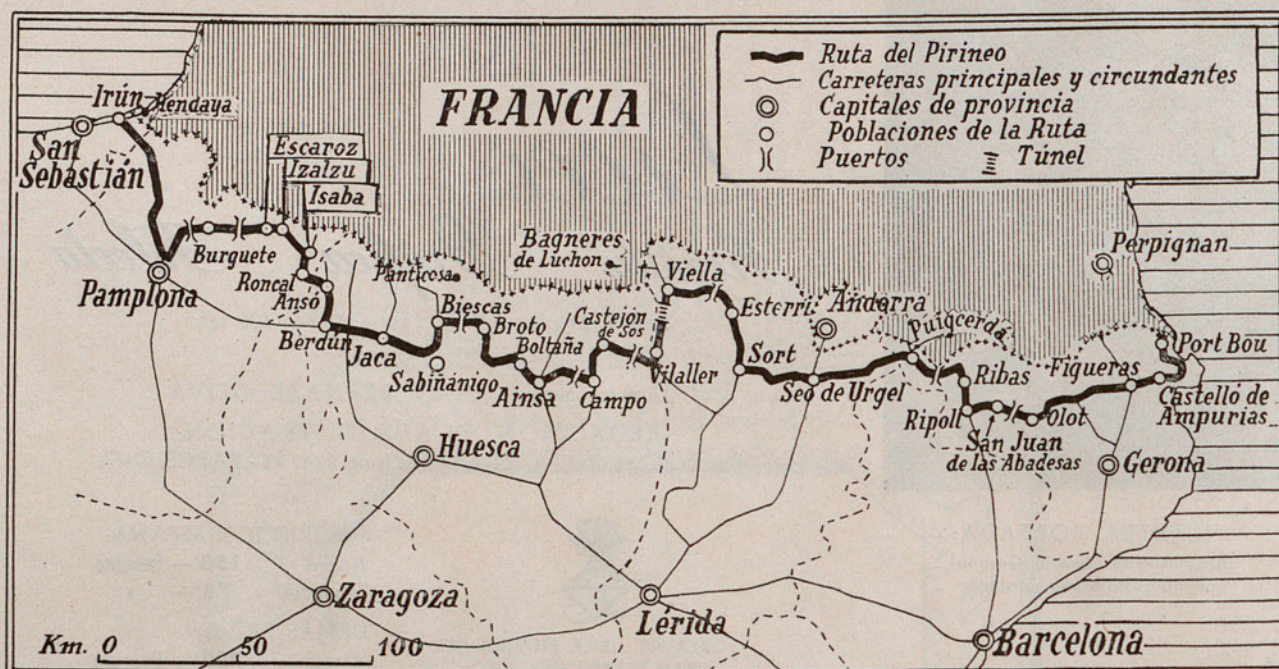 Ruta del Pirineo
Carreteras principales y circundantes
Capitales de provincia
Poblaciones de la Ruta
Puertos
Túnel
FRANCIA
Irún
Hendaya
San
Sebastián
Escaroz
Izalzu
Isaba
Burguete
Pamplona
Roncal
Ansó
Berdún
Jaca
Panticosa
Biescas
Sabiñánigo
Broto
Boltaña
Ainsa
Bagneres
de Luchon
Castejón
de Sos
Campo
Viella
Vilaller
Esterri
Sort
Andorra
Seo de Urgel
Puigcerdá
Ribas
Ripoll
San Juan
de las Abadesas
Olot
Figueras
Perpignan
Port Bou
Castelló de
Ampurias
Gerona
Huesca
Zaragoza
Lérida
Barcelona
Km. 0 50 100